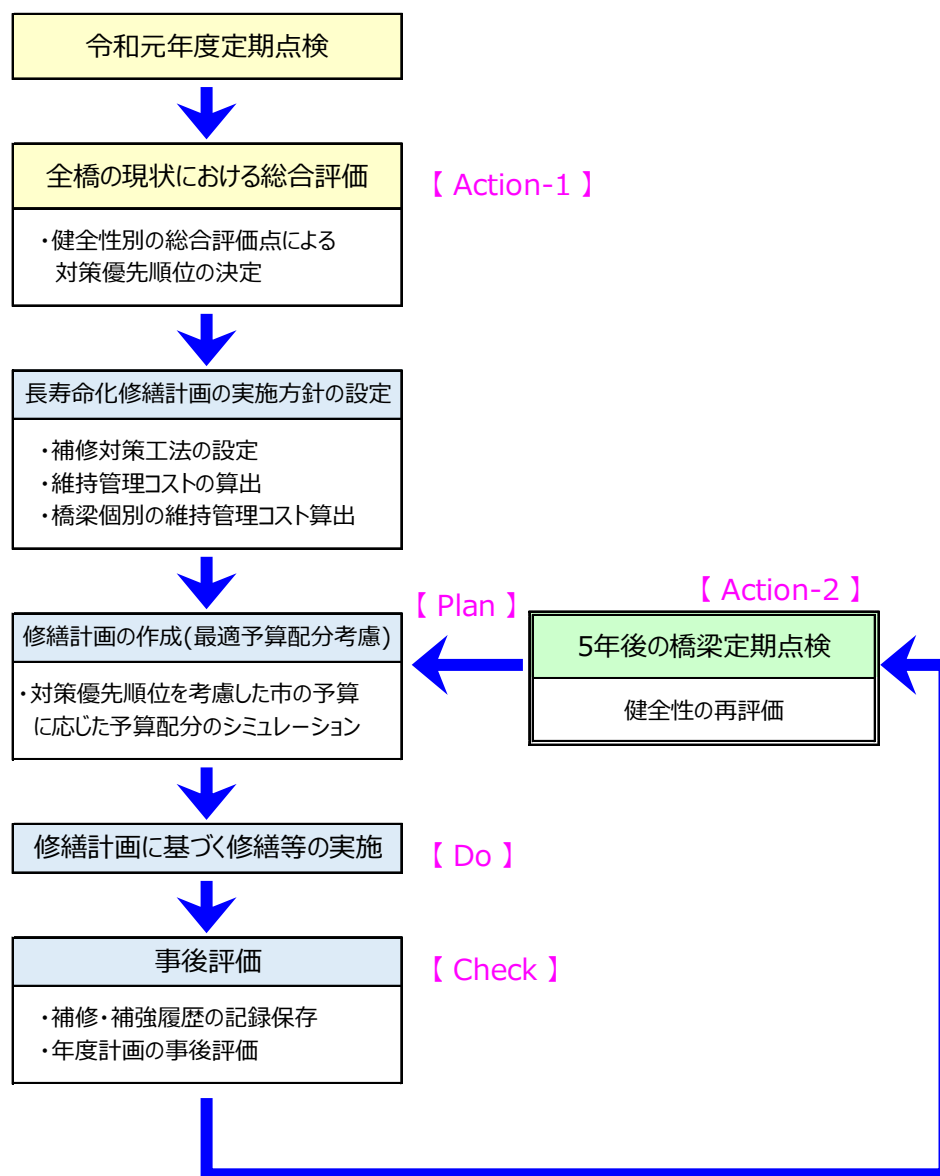 令和元年度定期点検
全橋の現状における総合評価
【 Action-1 】
・健全性別の総合評価点による
対策優先順位の決定
長寿命化修繕計画の実施方針の設定
・補修対策工法の設定
・維持管理コストの算出
・橋梁個別の維持管理コスト算出
【 Plan 】
修繕計画の作成(最適予算配分考慮)
・対策優先順位を考慮した市の予算
に応じた予算配分のシミュレーション
【 Action-2 】
5年後の橋梁定期点検
健全性の再評価
修繕計画に基づく修繕等の実施
【 Do 】
事後評価
【 Check 】
・補修・補強履歴の記録保存
・年度計画の事後評価